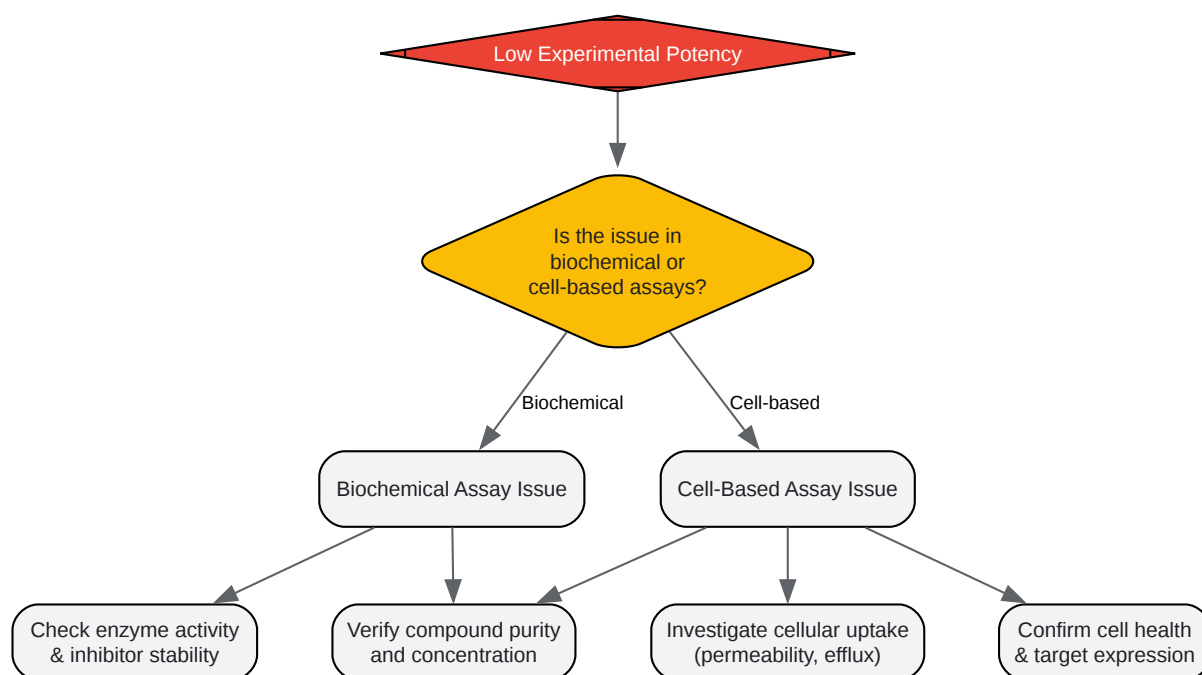 Low Experimental Potency
Is the issue in
biochemical or
cell-based assays?
Biochemical
Cell-based
Biochemical Assay Issue
Cell-Based Assay Issue
Check enzyme activity
& inhibitor stability
Verify compound purity
and concentration
Investigate cellular uptake
(permeability, efflux)
Confirm cell health
& target expression